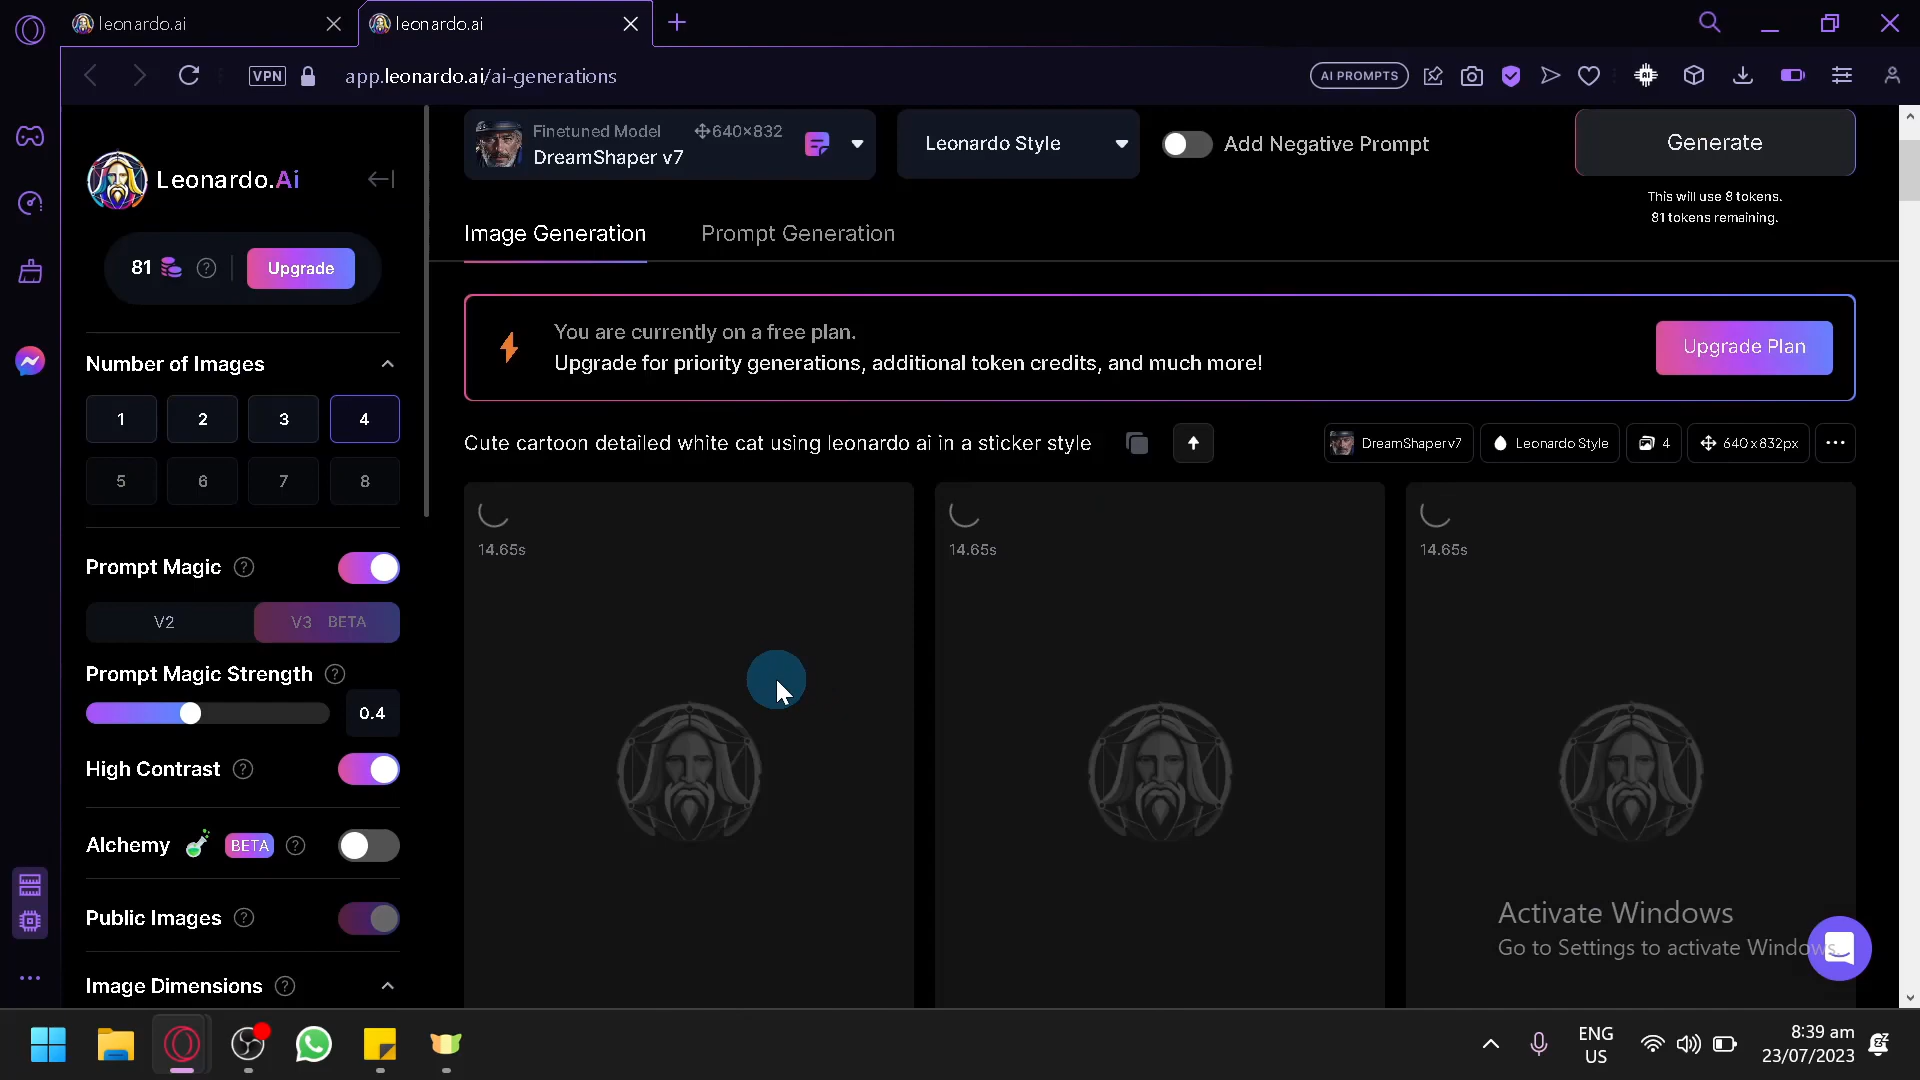 leonardo.ai
leonardo.ai
VPN
app.leonardo.ai/ai-generations
AI PROMPTS
Leonardo.Ai
81
Upgrade
Number of Images
1 2 3 4
5 6 7 8
Prompt Magic
V2 V3 BETA
Prompt Magic Strength
0.4
High Contrast
Alchemy BETA
Public Images
Image Dimensions
Finetuned Model 640×832
DreamShaper v7
Leonardo Style
Add Negative Prompt
Generate
This will use 8 tokens.
81 tokens remaining.
Image Generation Prompt Generation
You are currently on a free plan.
Upgrade for priority generations, additional token credits, and much more!
Upgrade Plan
Cute cartoon detailed white cat using leonardo ai in a sticker style
DreamShaper v7 Leonardo Style 4 640 x 832px
14.65s 14.65s 14.65s
Activate Windows
Go to Settings to activate Windows.
ENG
US
8:39 am
23/07/2023